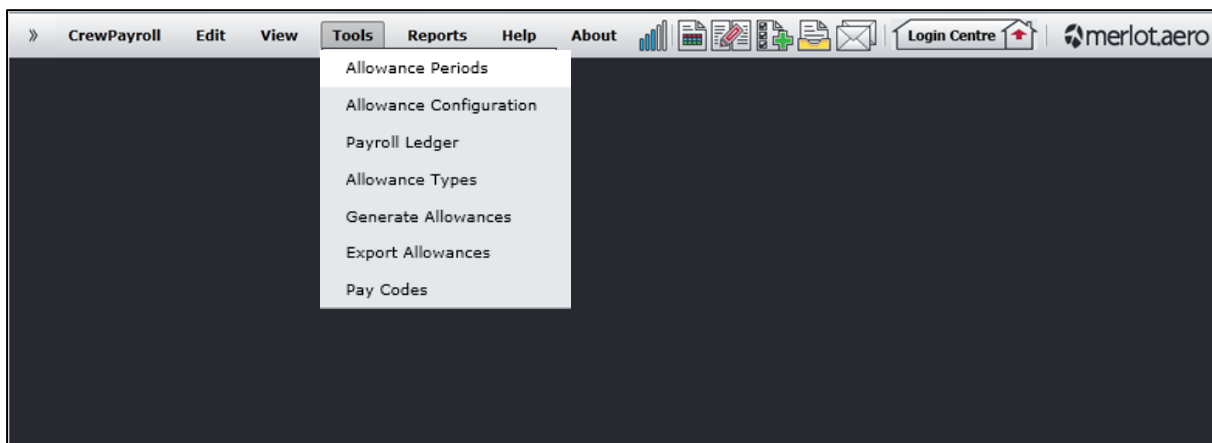 » CrewPayroll Edit View Tools Reports Help About Login Centre merlot.aero
Allowance Periods
Allowance Configuration
Payroll Ledger
Allowance Types
Generate Allowances
Export Allowances
Pay Codes